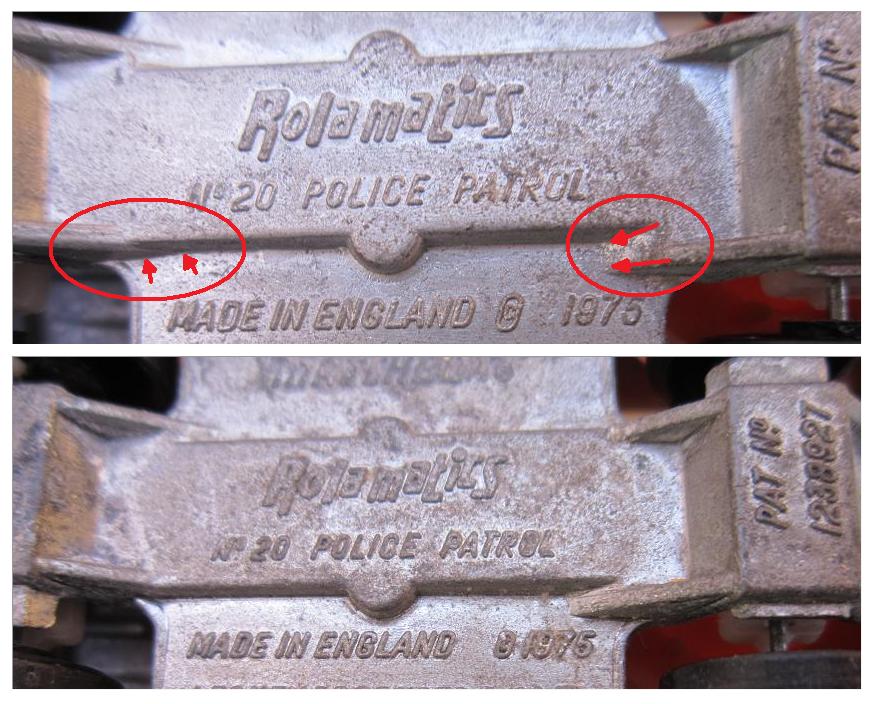 Rolamatics
Nº 20 POLICE PATROL
MADE IN ENGLAND © 1975
PAT Nº
Rolamatics
Nº 20 POLICE PATROL
MADE IN ENGLAND © 1975
PAT Nº
1238927